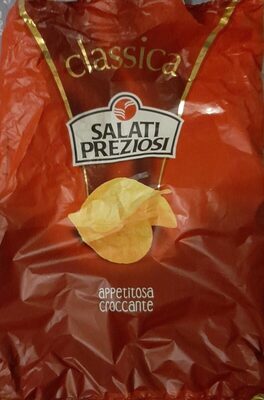 classica
SALATI
PREZIOSI
appetitosa
croccante